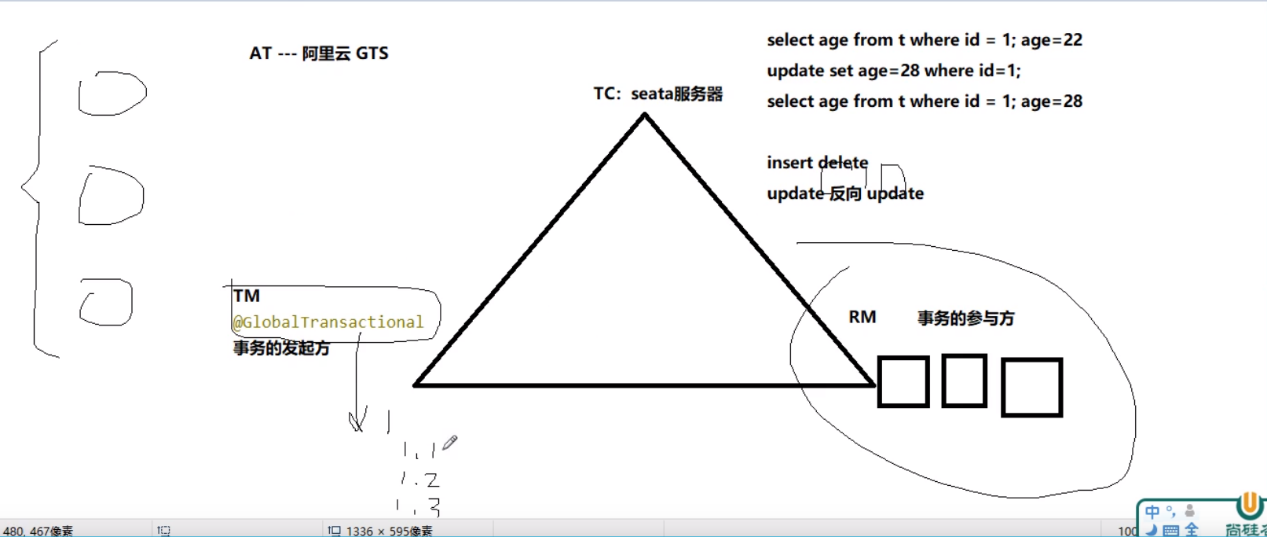 AT --- 阿里云 GTS
select age from t where id = 1; age=22
update set age=28 where id=1;
select age from t where id = 1; age=28
TC：seata服务器
insert delete
update 反向 update
TM
@GlobalTransactional
事务的发起方
RM 事务的参与方
1
1.1
1.2
1.3
480, 467像素
1336 × 595像素
100
中
全